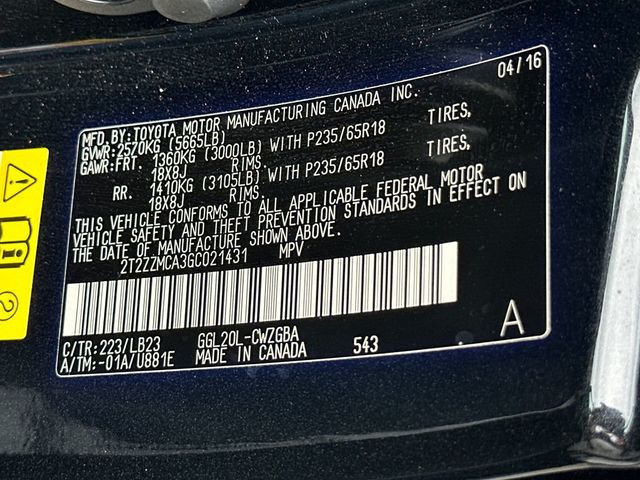 04/16
MFD.BY:TOYOTA MOTOR MANUFACTURING CANADA INC.
GVWR:2570KG (5665LB)
GAWR:FRT. 1360KG (3000LB) WITH P235/65R18 TIRES,
18X8J RIMS.
RR. 1410KG (3105LB) WITH P235/65R18 TIRES,
18X8J RIMS.
THIS VEHICLE CONFORMS TO ALL APPLICABLE FEDERAL MOTOR
VEHICLE SAFETY AND THEFT PREVENTION STANDARDS IN EFFECT ON
THE DATE OF MANUFACTURE SHOWN ABOVE.
2T2ZZMCA3GC021431 MPV
C/TR:223/LB23 GGL20L-CWZGBA
A/TM:-01A/U881E MADE IN CANADA 543 A